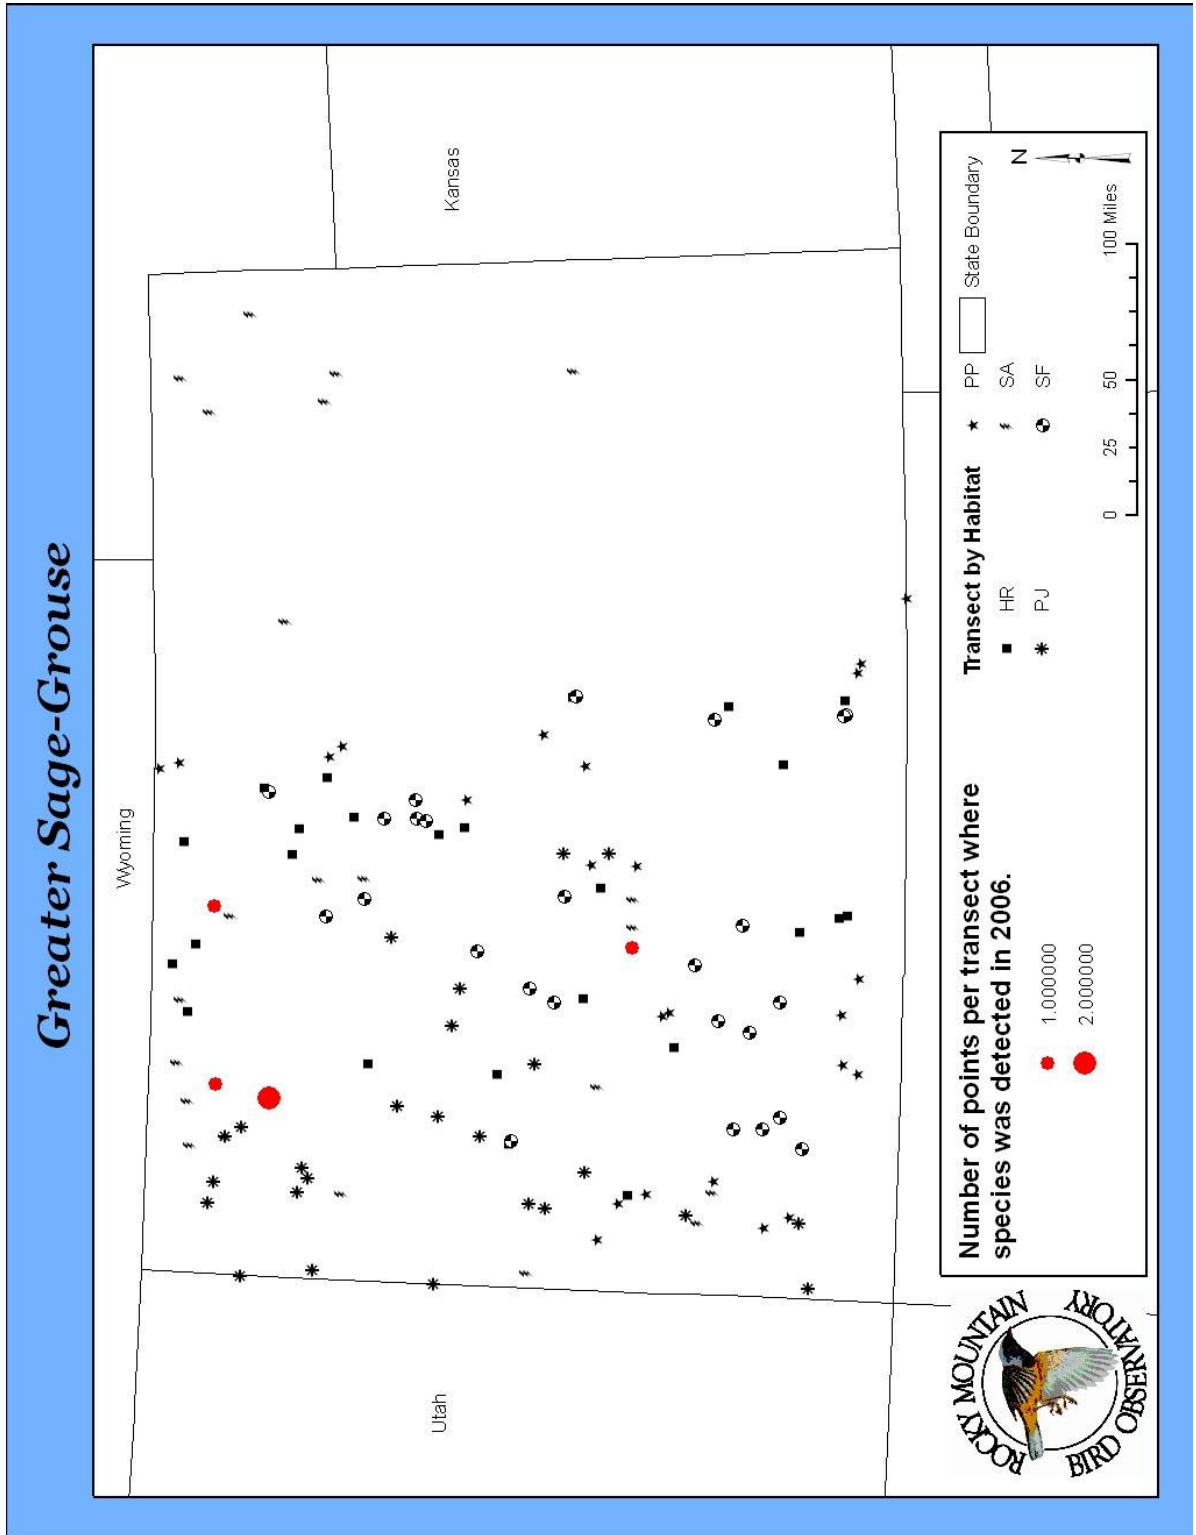 Greater Sage-Grouse
Wyoming
Utah
Kansas
ROCKY MOUNTAIN
BIRD OBSERVATORY
Number of points per transect where
species was detected in 2006.
1.000000
2.000000
Transect by Habitat
HR
PJ
PP
SA
SF
State Boundary
N
0 25 50 100 Miles